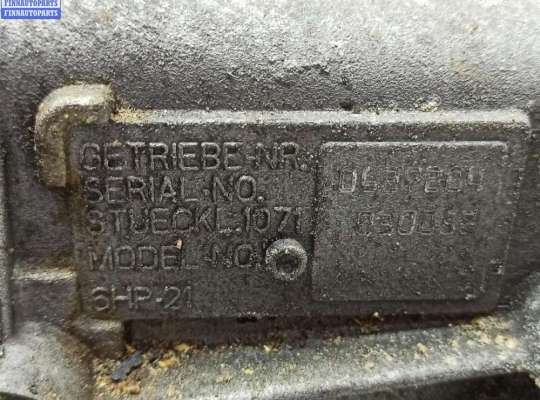 FINNAUTOPARTS
FINNAUTOPARTS
GETRIEBE-NR.
SERIAL-NO.
STUECKL.1071
MODEL-NO.
6HP-21